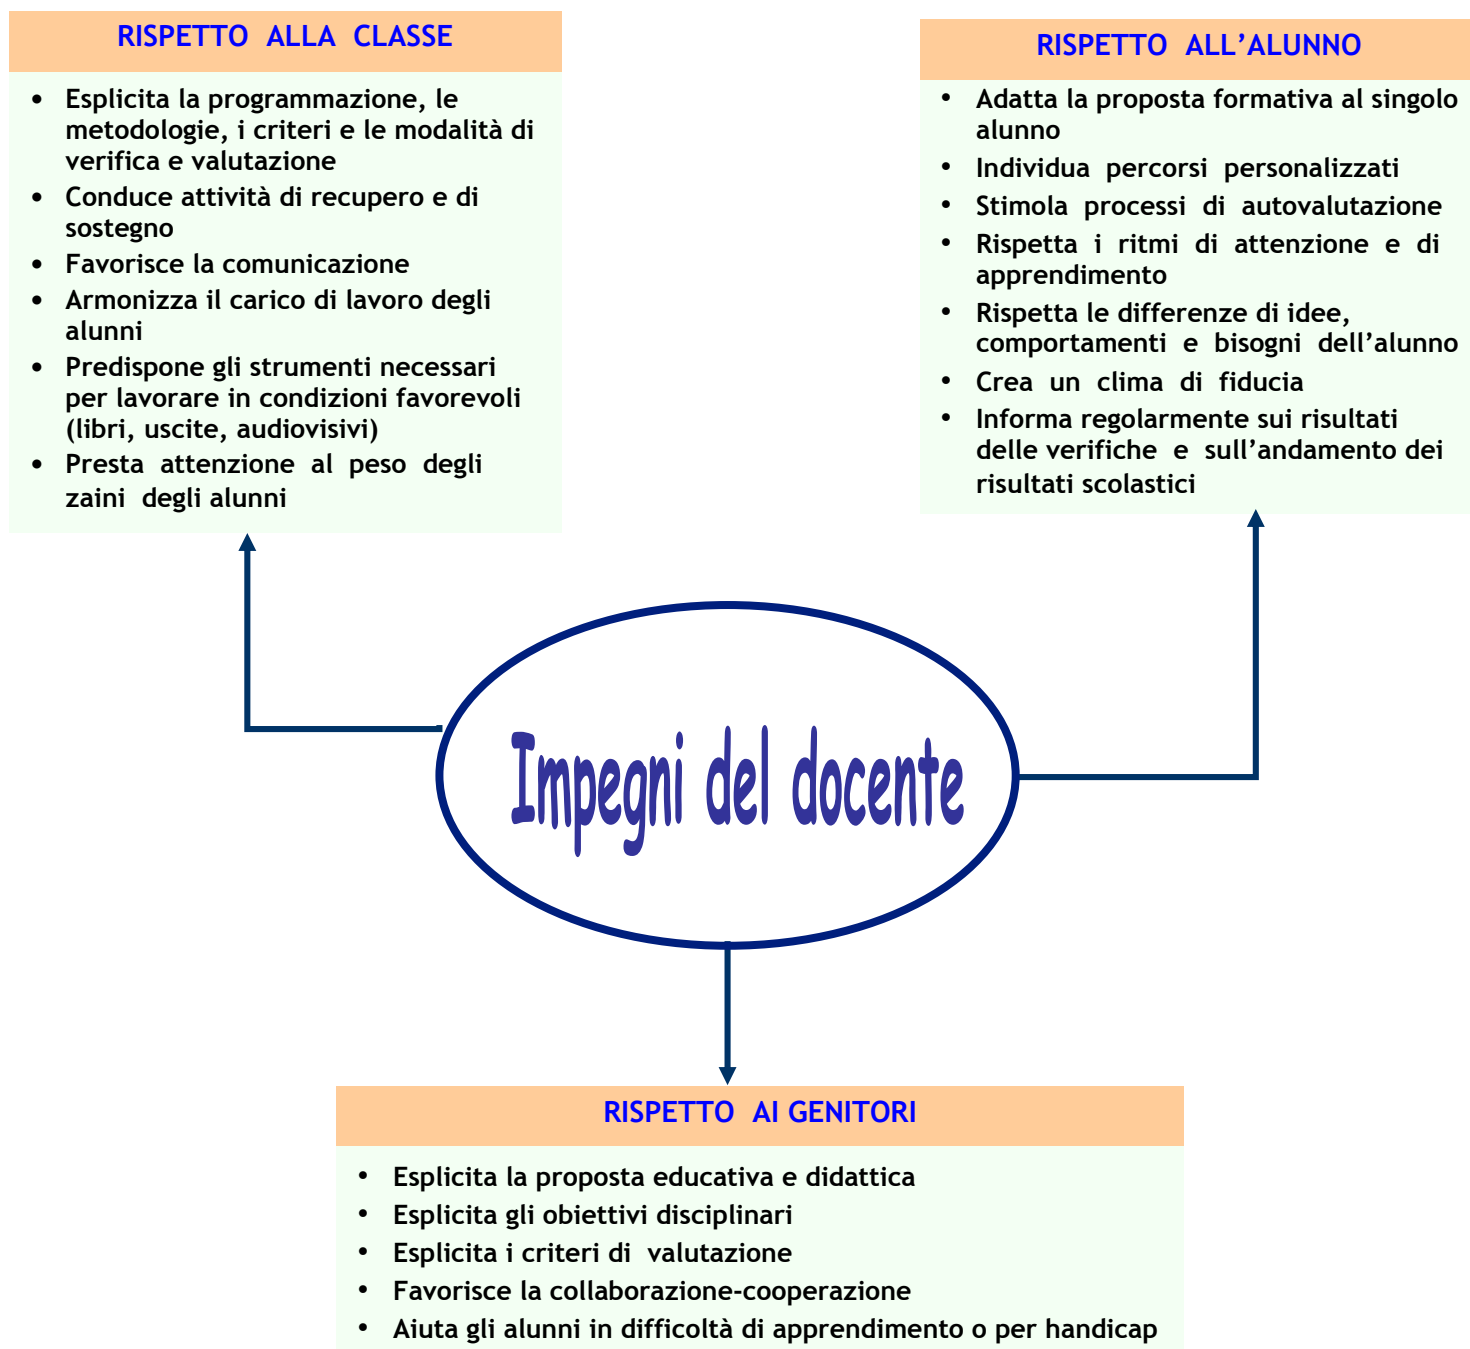 RISPETTO ALLA CLASSE
• Esplicita la programmazione, le
metodologie, i criteri e le modalità di
verifica e valutazione
• Conduce attività di recupero e di
sostegno
• Favorisce la comunicazione
• Armonizza il carico di lavoro degli
alunni
• Predispone gli strumenti necessari
per lavorare in condizioni favorevoli
(libri, uscite, audiovisivi)
• Presta attenzione al peso degli
zaini degli alunni
RISPETTO ALL’ALUNNO
• Adatta la proposta formativa al singolo
alunno
• Individua percorsi personalizzati
• Stimola processi di autovalutazione
• Rispetta i ritmi di attenzione e di
apprendimento
• Rispetta le differenze di idee,
comportamenti e bisogni dell’alunno
• Crea un clima di fiducia
• Informa regolarmente sui risultati
delle verifiche e sull’andamento dei
risultati scolastici
Impegni del docente
RISPETTO AI GENITORI
• Esplicita la proposta educativa e didattica
• Esplicita gli obiettivi disciplinari
• Esplicita i criteri di valutazione
• Favorisce la collaborazione-cooperazione
• Aiuta gli alunni in difficoltà di apprendimento o per handicap